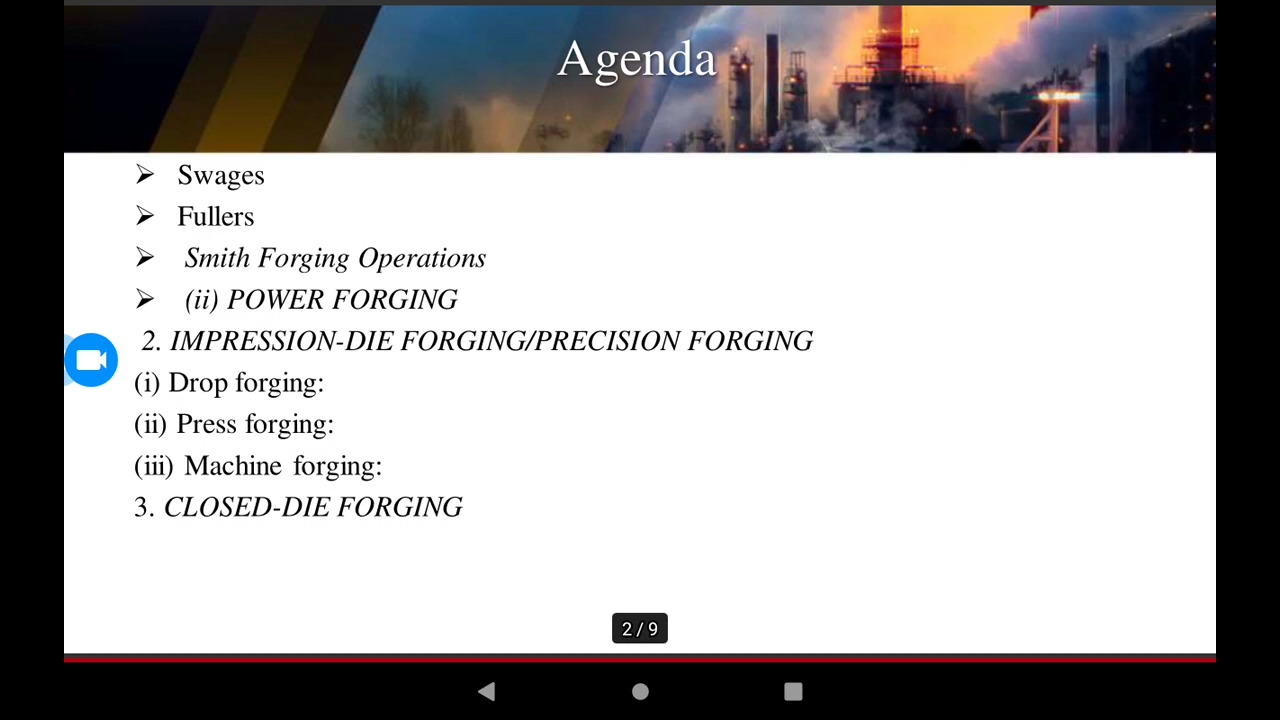 Agenda
➢ Swages
➢ Fullers
➢ Smith Forging Operations
➢ (ii) POWER FORGING
2. IMPRESSION-DIE FORGING/PRECISION FORGING
(i) Drop forging:
(ii) Press forging:
(iii) Machine forging:
3. CLOSED-DIE FORGING
2 / 9